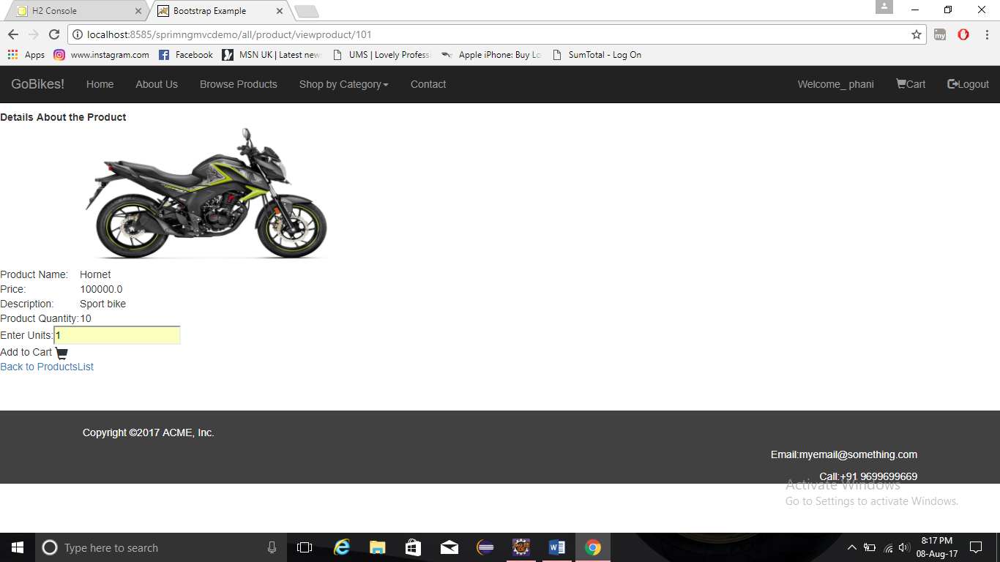 H2 Console
Bootstrap Example
localhost:8585/sprimngmvcdemo/all/product/viewproduct/101
my
Apps
www.instagram.com
Facebook
MSN UK | Latest new
UMS | Lovely Profess
Apple iPhone: Buy Lo
SumTotal - Log On
GoBikes!
Home
About Us
Browse Products
Shop by Category
Contact
Welcome_ phani
Cart
Logout
Details About the Product
Product Name: Hornet
Price: 100000.0
Description: Sport bike
Product Quantity: 10
Enter Units: 1
Add to Cart
Back to ProductsList
Copyright ©2017 ACME, Inc.
Email:myemail@something.com
Call:+91 9699699669
Activate Windows
Go to Settings to activate Windows.
Type here to search
Java EE
IDE
8:17 PM
08-Aug-17